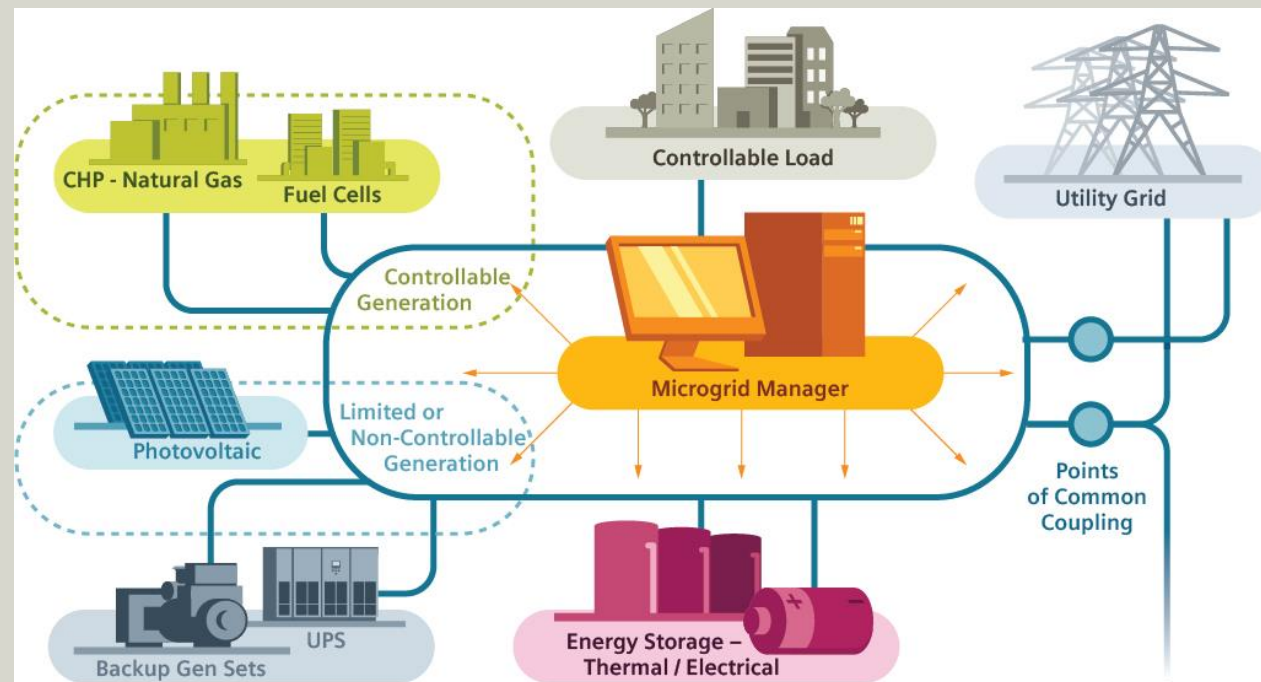 CHP - Natural Gas
Fuel Cells
Controllable Load
Utility Grid
Controllable
Generation
Microgrid Manager
Photovoltaic
Limited or
Non-Controllable
Generation
Points
of Common
Coupling
UPS
Backup Gen Sets
+ –
Energy Storage –
Thermal / Electrical